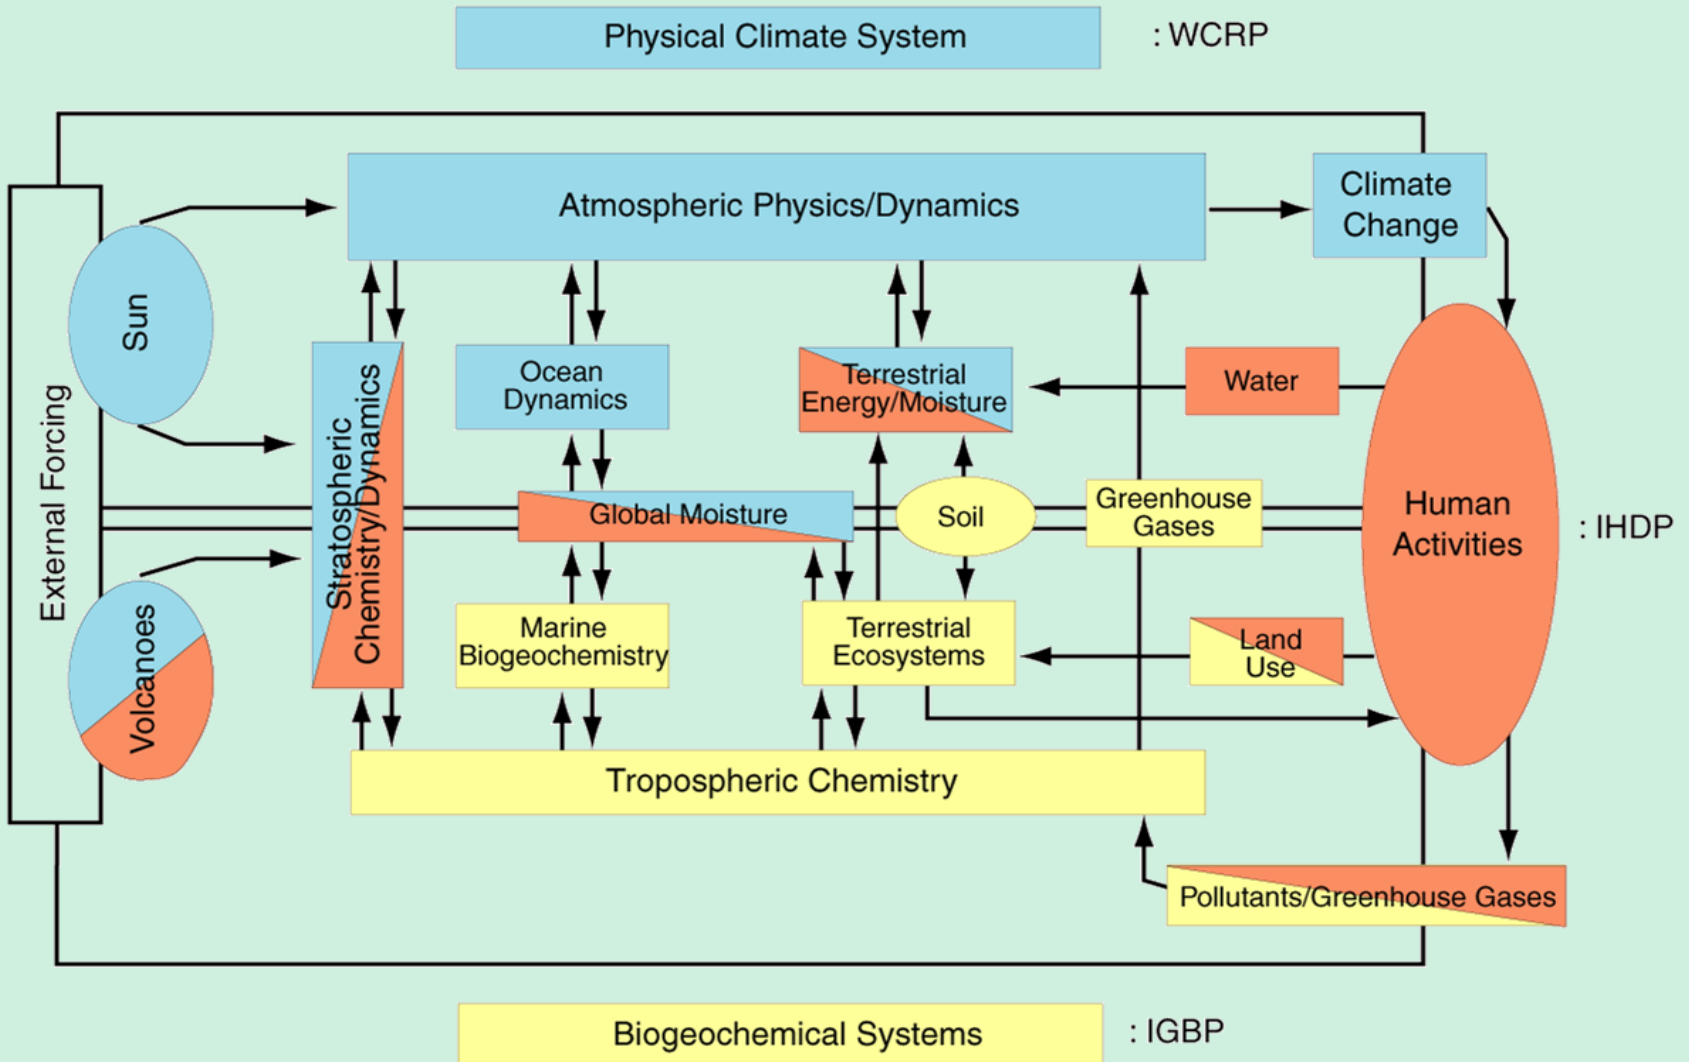 Physical Climate System
: WCRP
Atmospheric Physics/Dynamics
Climate
Change
External Forcing
Sun
Stratospheric
Chemistry/Dynamics
Ocean
Dynamics
Terrestrial
Energy/Moisture
Water
Global Moisture
Soil
Greenhouse
Gases
Human
Activities
: IHDP
Volcanoes
Marine
Biogeochemistry
Terrestrial
Ecosystems
Land
Use
Tropospheric Chemistry
Pollutants/Greenhouse Gases
Biogeochemical Systems
: IGBP